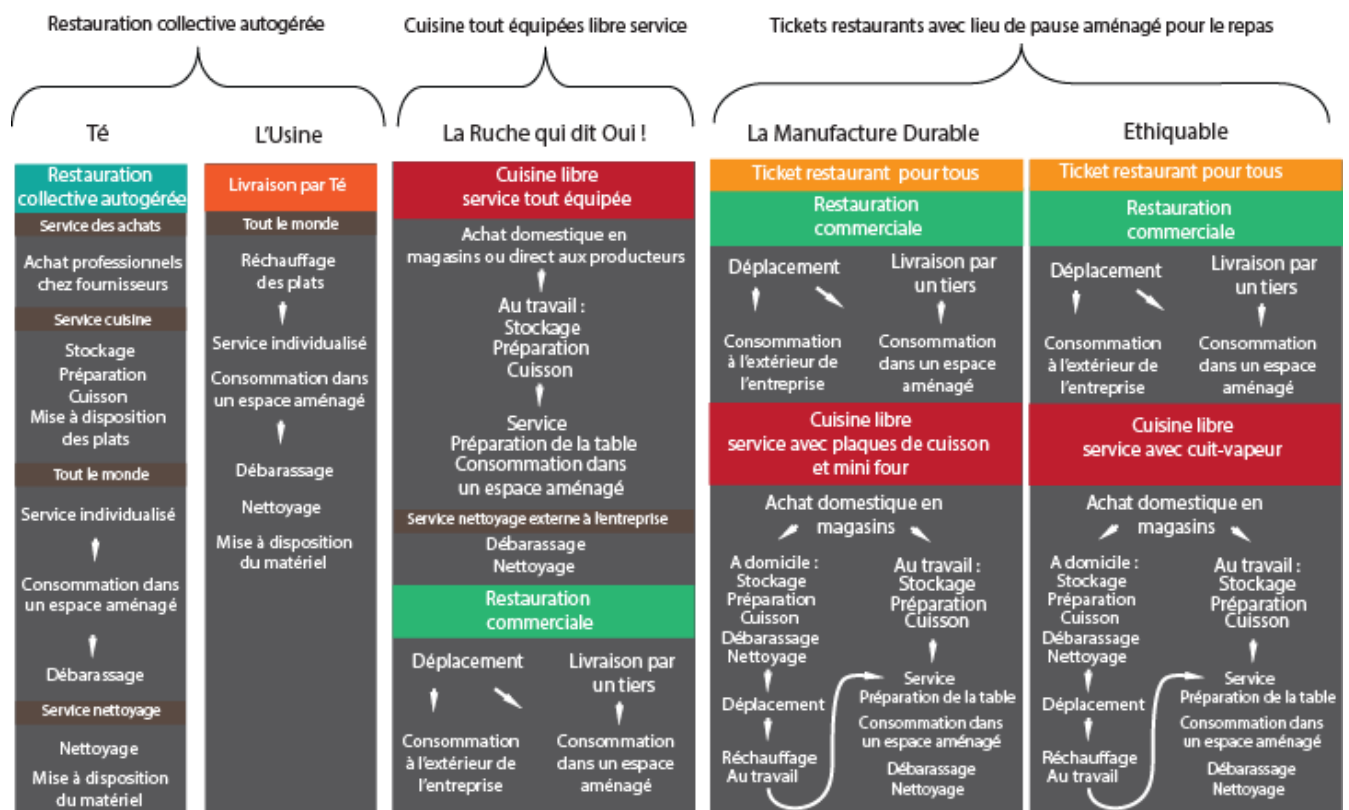 Restauration collective autogérée
Cuisine tout équipées libre service
Tickets restaurants avec lieu de pause aménagé pour le repas
Té
Restauration
collective autogérée
Service des achats
Achat professionnels
chez fournisseurs
Service cuisine
Stockage
Préparation
Cuisson
Mise à disposition
des plats
Tout le monde
Service individualisé
Consommation dans
un espace aménagé
Débarassage
Service nettoyage
Nettoyage
Mise à disposition
du matériel
L'Usine
Livraison par Té
Tout le monde
Réchauffage
des plats
Service individualisé
Consommation dans
un espace aménagé
Débarassage
Nettoyage
Mise à disposition
du matériel
La Ruche qui dit Oui !
Cuisine libre
service tout équipée
Achat domestique en
magasins ou direct aux producteurs
Au travail :
Stockage
Préparation
Cuisson
Service
Préparation de la table
Consommation dans
un espace aménagé
Service nettoyage externe à l'entreprise
Débarassage
Nettoyage
Restauration
commerciale
Déplacement
Consommation
à l'extérieur de
l'entreprise
Livraison par
un tiers
Consommation
dans un espace
aménagé
La Manufacture Durable
Ticket restaurant pour tous
Restauration
commerciale
Déplacement
Consommation
à l'extérieur de
l'entreprise
Livraison par
un tiers
Consommation
dans un espace
aménagé
Cuisine libre
service avec plaques de cuisson
et mini four
Achat domestique en
magasins
A domicile :
Stockage
Préparation
Cuisson
Débarassage
Nettoyage
Déplacement
Réchauffage
Au travail
Au travail :
Stockage
Préparation
Cuisson
Service
Préparation de la table
Consommation dans
un espace aménagé
Débarassage
Nettoyage
Ethiquable
Ticket restaurant pour tous
Restauration
commerciale
Déplacement
Consommation
à l'extérieur de
l'entreprise
Livraison par
un tiers
Consommation
dans un espace
aménagé
Cuisine libre
service avec cuit-vapeur
Achat domestique en
magasins
A domicile :
Stockage
Préparation
Cuisson
Débarassage
Nettoyage
Déplacement
Réchauffage
Au travail
Au travail :
Stockage
Préparation
Cuisson
Service
Préparation de la table
Consommation dans
un espace aménagé
Débarassage
Nettoyage